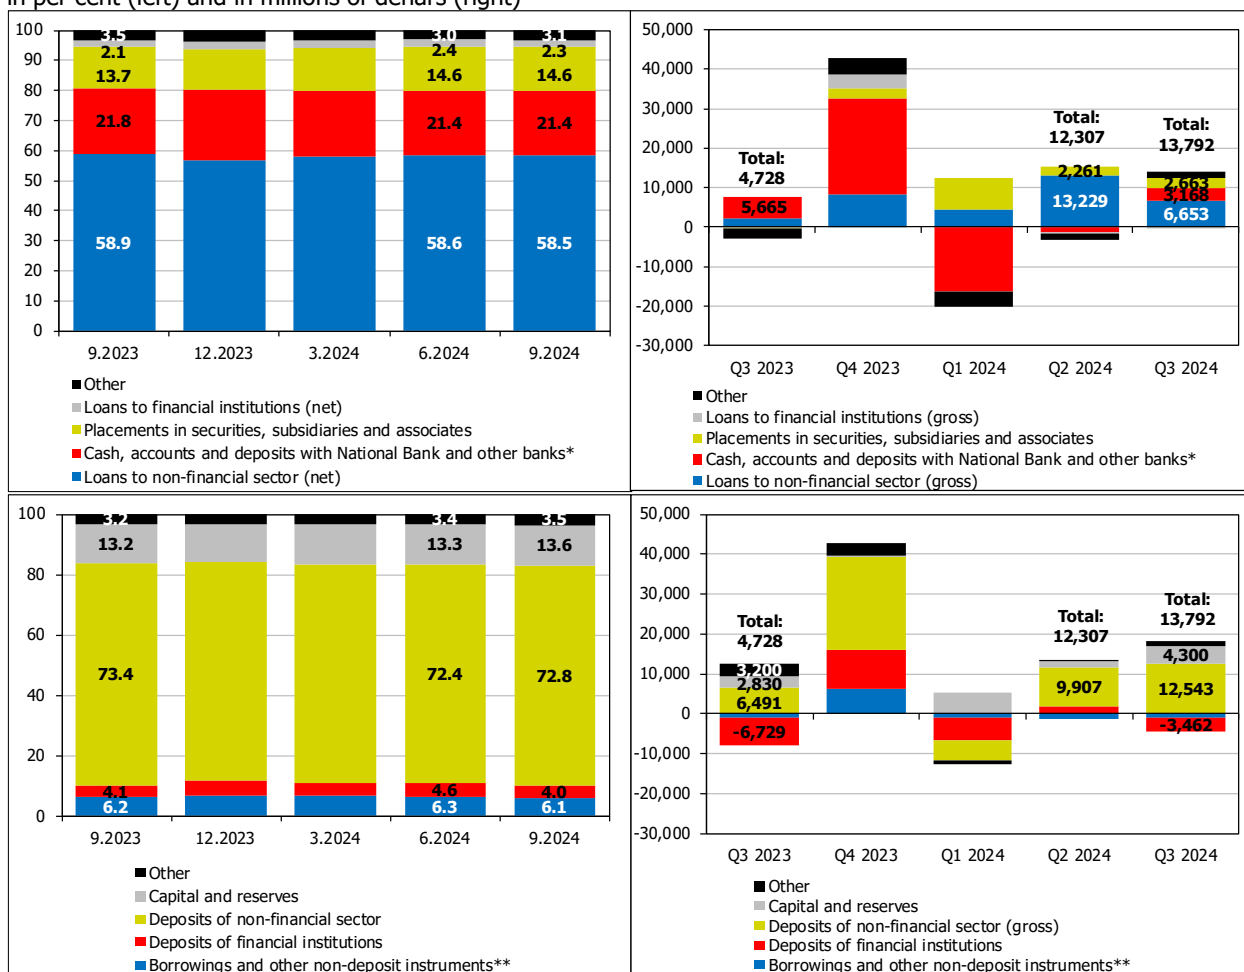 in per cent (left) and in millions of denars (right)
100
90
80
70
60
50
40
30
20
10
0
3.5
2.1
13.7
21.8
58.9
3.0
2.4
14.6
21.4
58.6
3.1
2.3
14.6
21.4
58.5
9.2023
12.2023
3.2024
6.2024
9.2024
Other
Loans to financial institutions (net)
Placements in securities, subsidiaries and associates
Cash, accounts and deposits with National Bank and other banks*
Loans to non-financial sector (net)
50,000
40,000
30,000
20,000
10,000
0
-10,000
-20,000
-30,000
Total:
4,728
5,665
Total:
12,307
2,261
13,229
Total:
13,792
2,663
3,168
6,653
Q3 2023
Q4 2023
Q1 2024
Q2 2024
Q3 2024
Other
Loans to financial institutions (gross)
Placements in securities, subsidiaries and associates
Cash, accounts and deposits with National Bank and other banks*
Loans to non-financial sector (gross)
100
80
60
40
20
0
3.2
13.2
73.4
4.1
6.2
3.4
13.3
72.4
4.6
6.3
3.5
13.6
72.8
4.0
6.1
9.2023
12.2023
3.2024
6.2024
9.2024
Other
Capital and reserves
Deposits of non-financial sector
Deposits of financial institutions
Borrowings and other non-deposit instruments**
50,000
40,000
30,000
20,000
10,000
0
-10,000
-20,000
-30,000
Total:
4,728
3,200
2,830
6,491
-6,729
Total:
12,307
9,907
Total:
13,792
4,300
12,543
-3,462
Q3 2023
Q4 2023
Q1 2024
Q2 2024
Q3 2024
Other
Capital and reserves
Deposits of non-financial sector (gross)
Deposits of financial institutions
Borrowings and other non-deposit instruments**